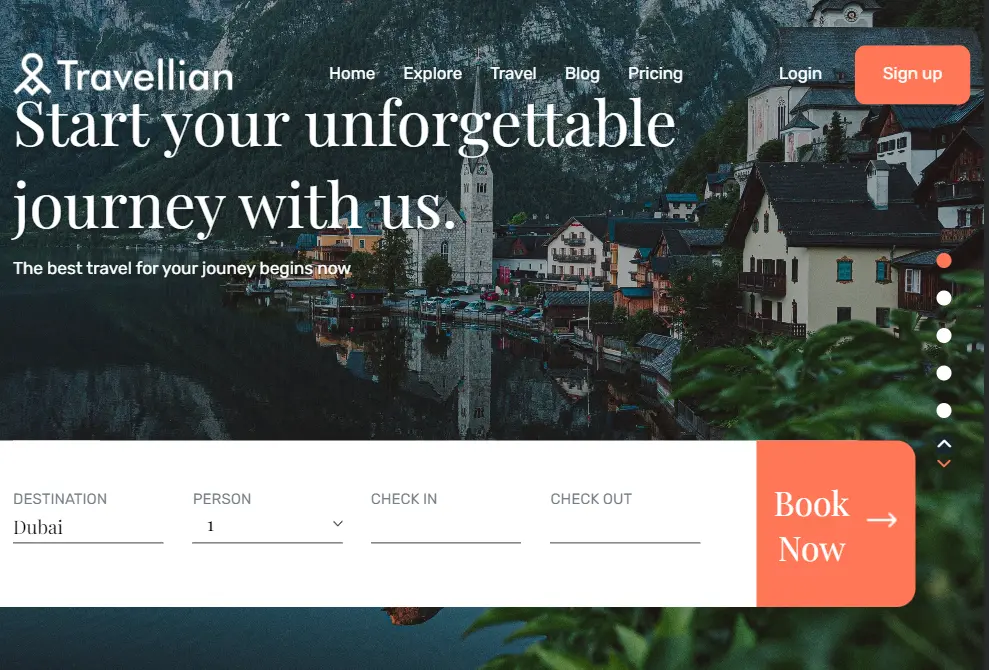 Travellian
Home Explore Travel Blog Pricing Login Sign up
Start your unforgettable
journey with us.
The best travel for your jouney begins now
DESTINATION PERSON CHECK IN CHECK OUT
Dubai 1
Book
Now